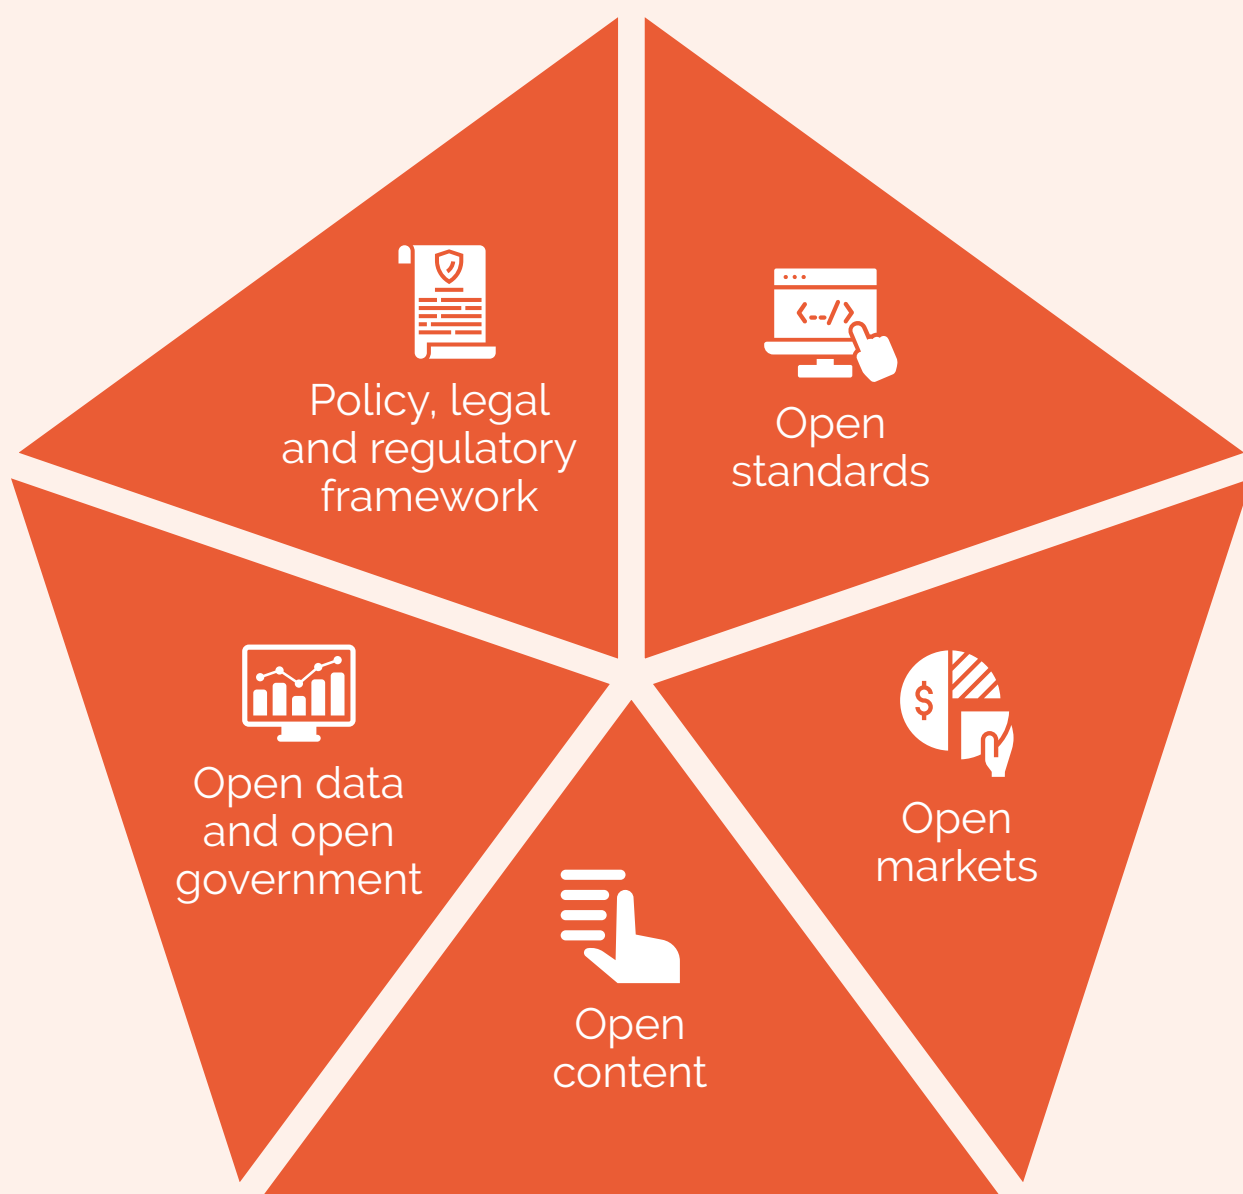 Policy, legal
and regulatory
framework
Open
standards
Open data
and open
government
Open
markets
Open
content